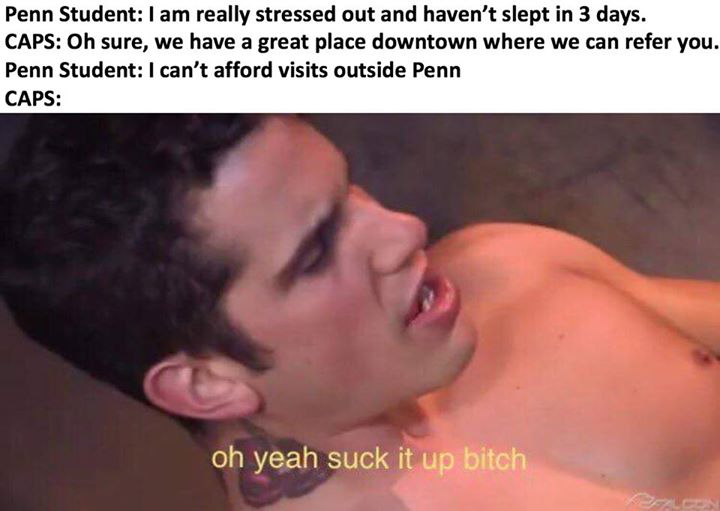 Penn Student: I am really stressed out and haven’t slept in 3 days.
CAPS: Oh sure, we have a great place downtown where we can refer you.
Penn Student: I can’t afford visits outside Penn
CAPS:
oh yeah suck it up bitch
FALCON